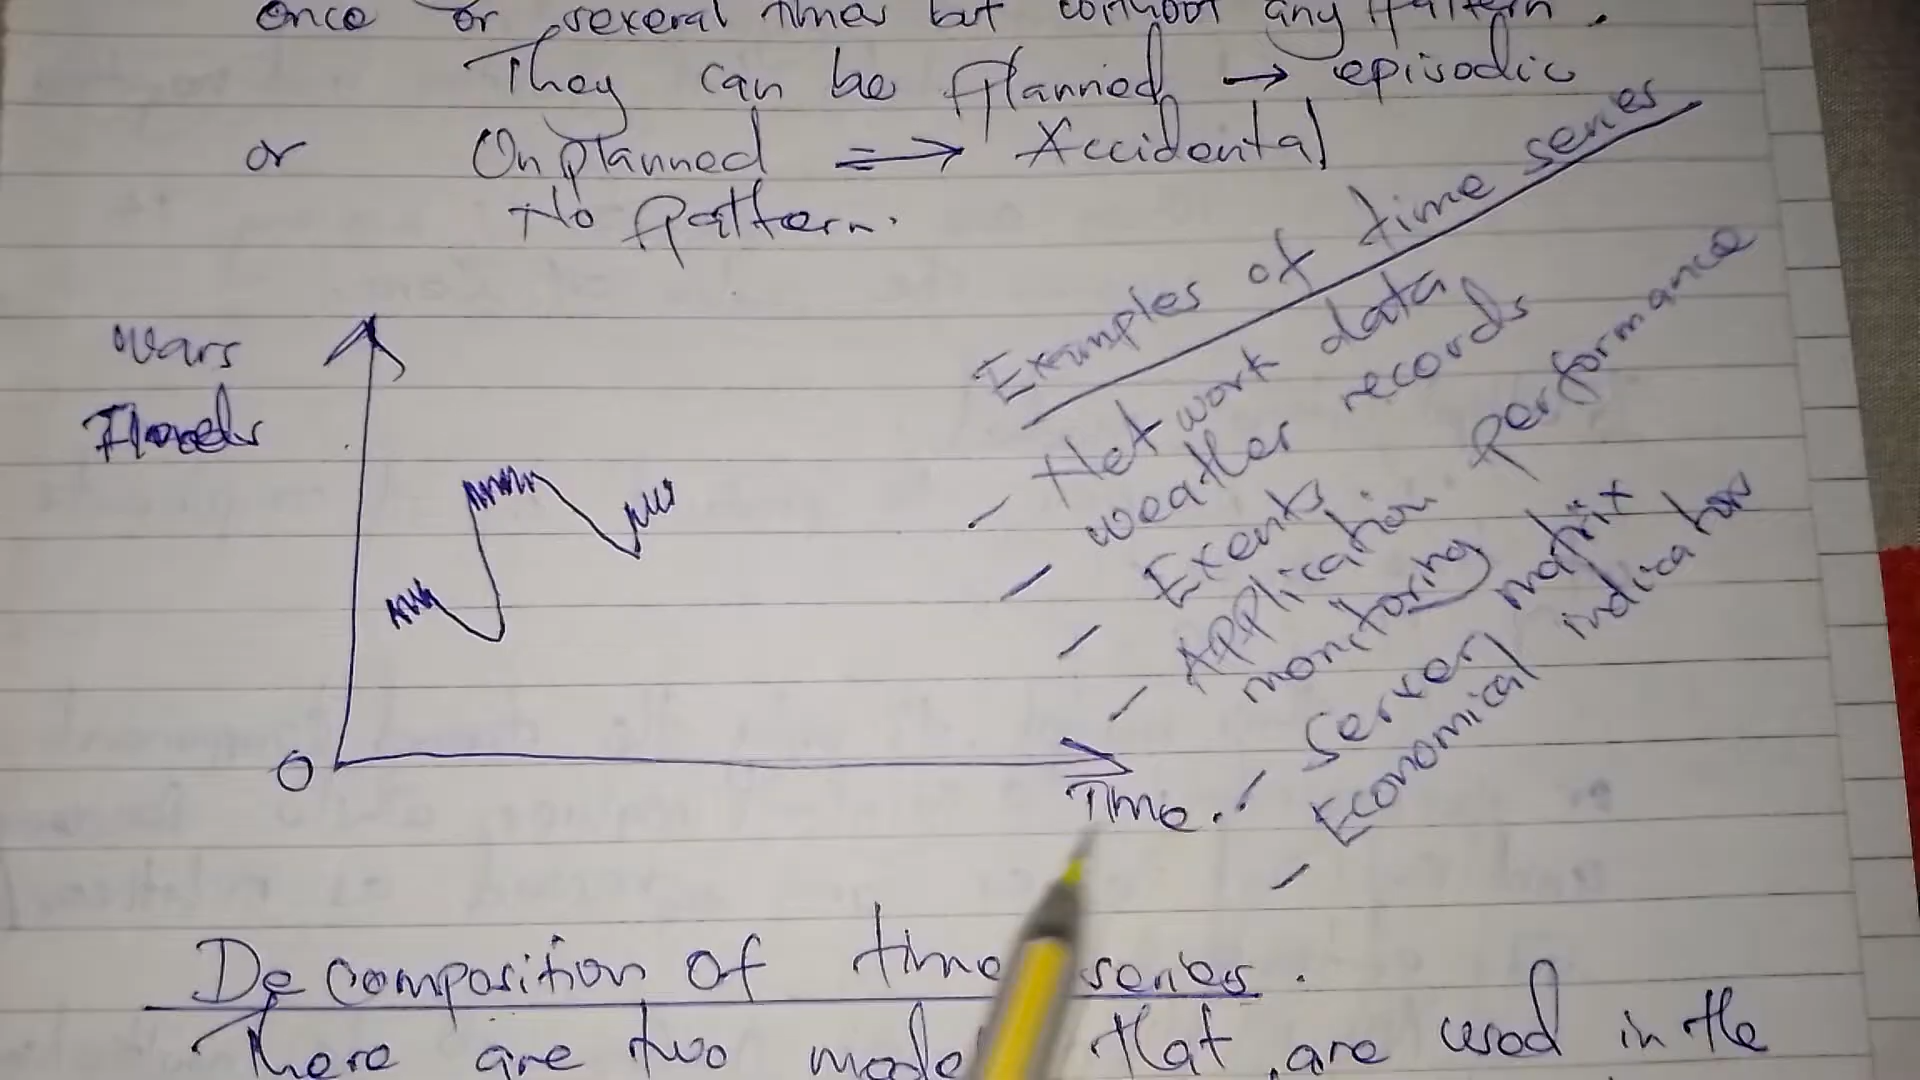 once or several times but without any Pattern.
They can be Planned → episodic
or Onplanned ⇒ Accidental
No Pattern.
Wars
Floods
0
Time.
Examples of time series
- Network data
- weather records
- Events
- Application performance
monitoring
- Server matrix
- Economical indicator
Decomposition Of time series.
There are two that are used in the